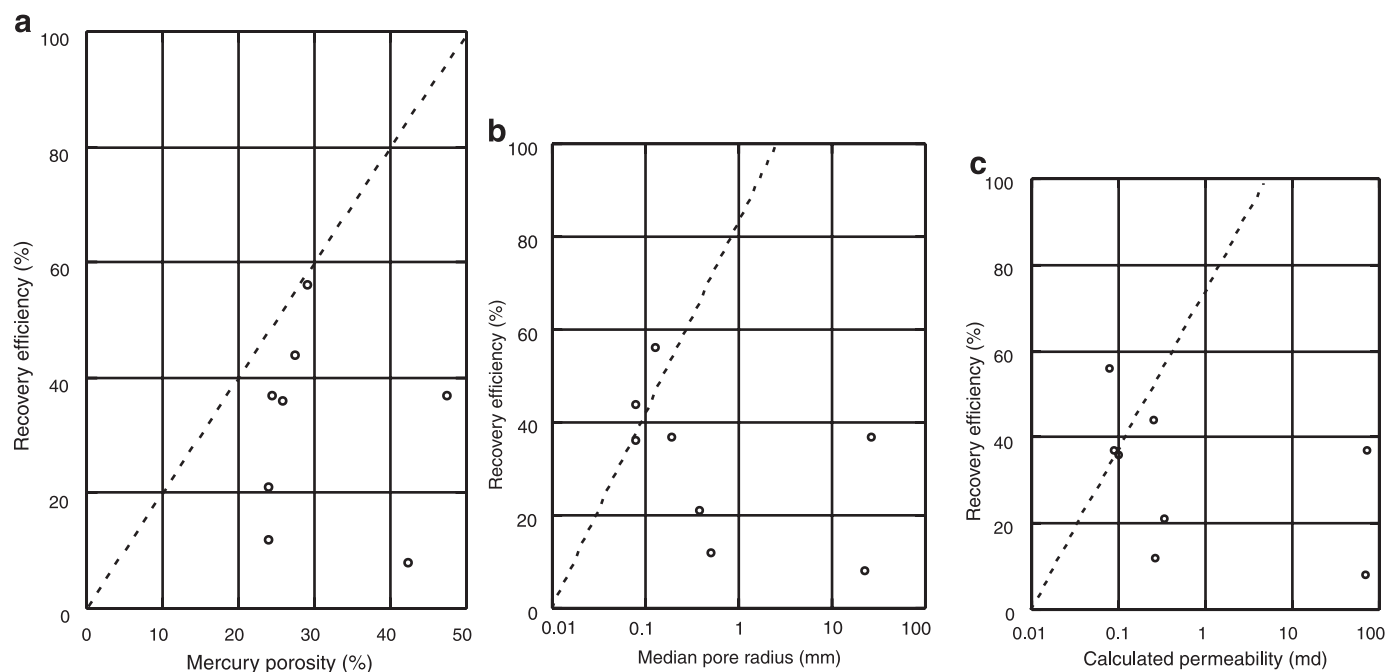 a
100
80
60
40
20
0
Recovery efficiency (%)
0 10 20 30 40 50
Mercury porosity (%)
b
100
80
60
40
20
0
Recovery efficiency (%)
0.01 0.1 1 10 100
Median pore radius (mm)
c
100
80
60
40
20
0
Recovery efficiency (%)
0.01 0.1 1 10 100
Calculated permeability (md)